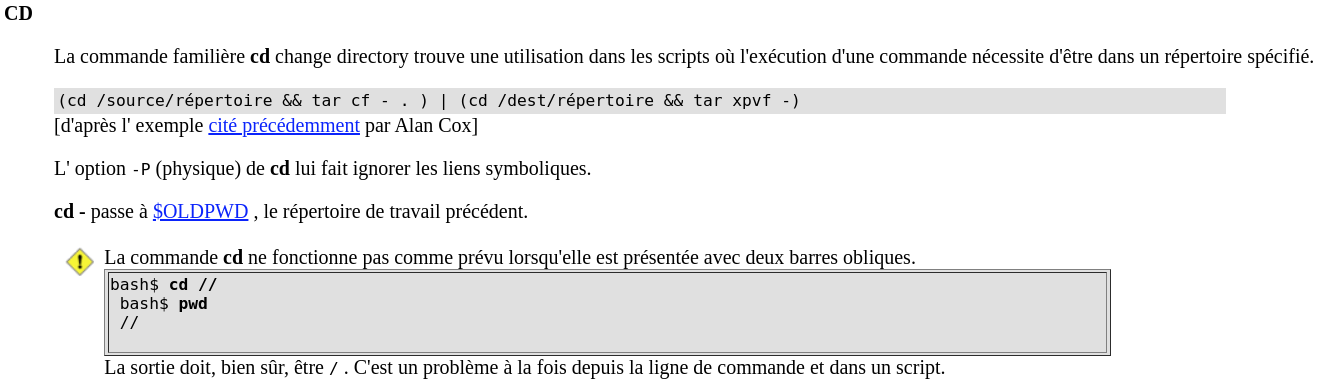 CD
La commande familière cd change directory trouve une utilisation dans les scripts où l'exécution d'une commande nécessite d'être dans un répertoire spécifié.
(cd /source/répertoire && tar cf - . ) | (cd /dest/répertoire && tar xpvf -)
[d'après l' exemple cité précédemment par Alan Cox]
L' option -P (physique) de cd lui fait ignorer les liens symboliques.
cd - passe à $OLDPWD , le répertoire de travail précédent.
La commande cd ne fonctionne pas comme prévu lorsqu'elle est présentée avec deux barres obliques.
bash$ cd //
bash$ pwd
//
La sortie doit, bien sûr, être / . C'est un problème à la fois depuis la ligne de commande et dans un script.